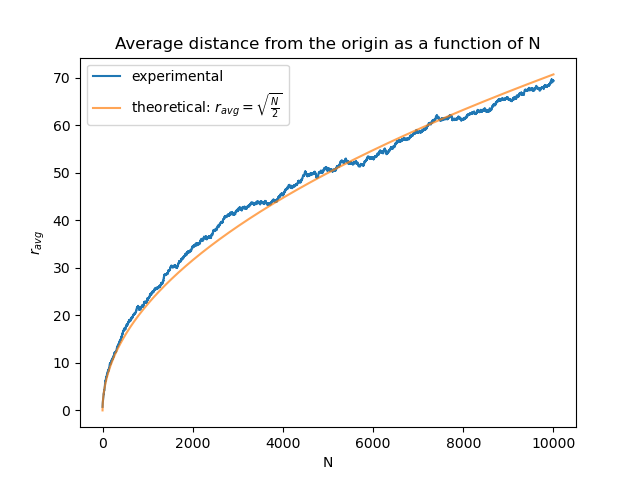 Average distance from the origin as a function of N
experimental
theoretical: $r_{avg} = \sqrt{\frac{N}{2}}$
70
60
50
40
30
20
10
0
$r_{avg}$
0 2000 4000 6000 8000 10000
N